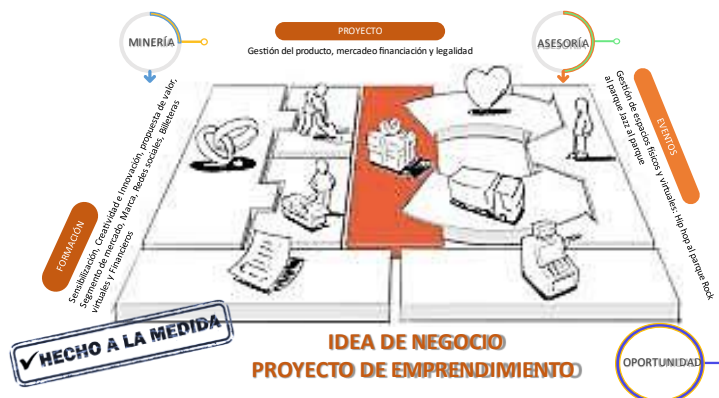 PROYECTO
Gestión del producto, mercadeo financiación y legalidad
MINERÍA
ASESORÍA
FORMACIÓN
Sensibilización, Creatividad e Innovación, propuesta de valor,
Segmento de mercado, Marca, Redes sociales, Billeteras
virtuales y Financieros
EVENTOS
Gestión de espacios físicos y virtuales: Hip hop al parque Rock
al parque Jazz al parque
HECHO A LA MEDIDA
IDEA DE NEGOCIO
PROYECTO DE EMPRENDIMIENTO
OPORTUNIDAD